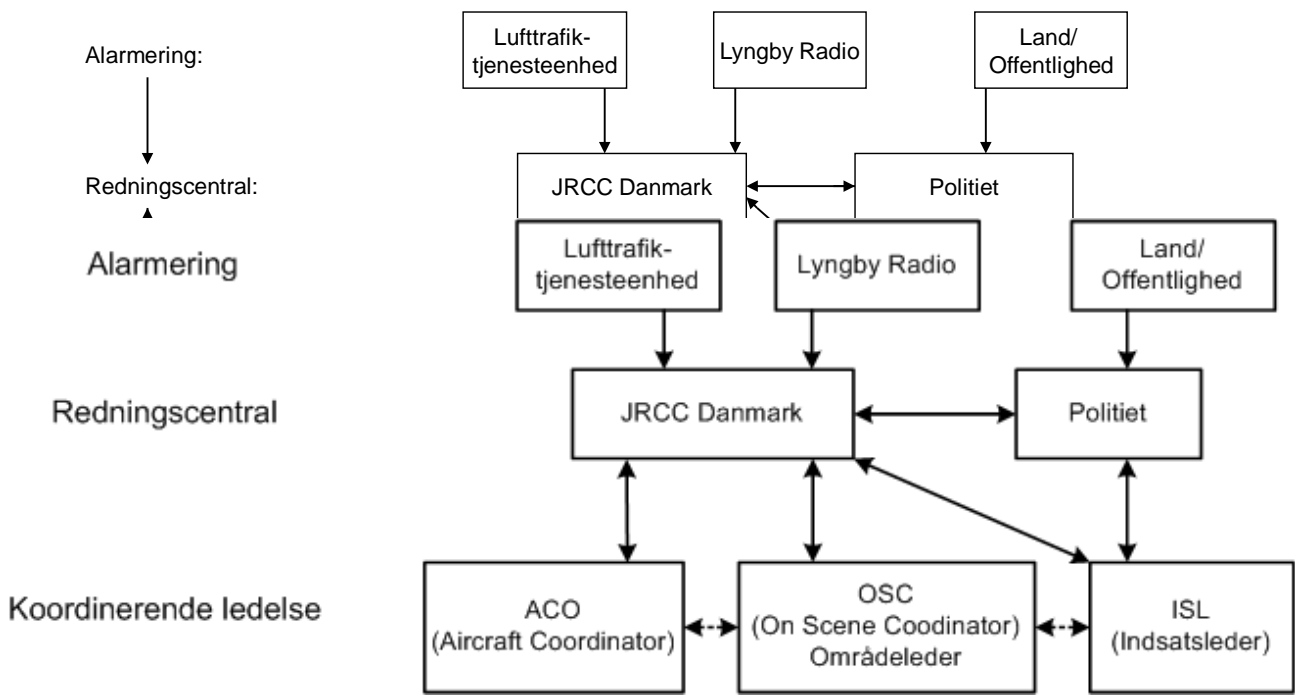 Alarmering:
Lufttrafik-
tjenesteenhed
Lyngby Radio
Land/
Offentlighed
Redningscentral:
JRCC Danmark
Politiet
Alarmering
Lufttrafik-
tjenesteenhed
Lyngby Radio
Land/
Offentlighed
Redningscentral
JRCC Danmark
Politiet
Koordinerende ledelse
ACO
(Aircraft Coordinator)
OSC
(On Scene Coodinator)
Områdeleder
ISL
(Indsatsleder)